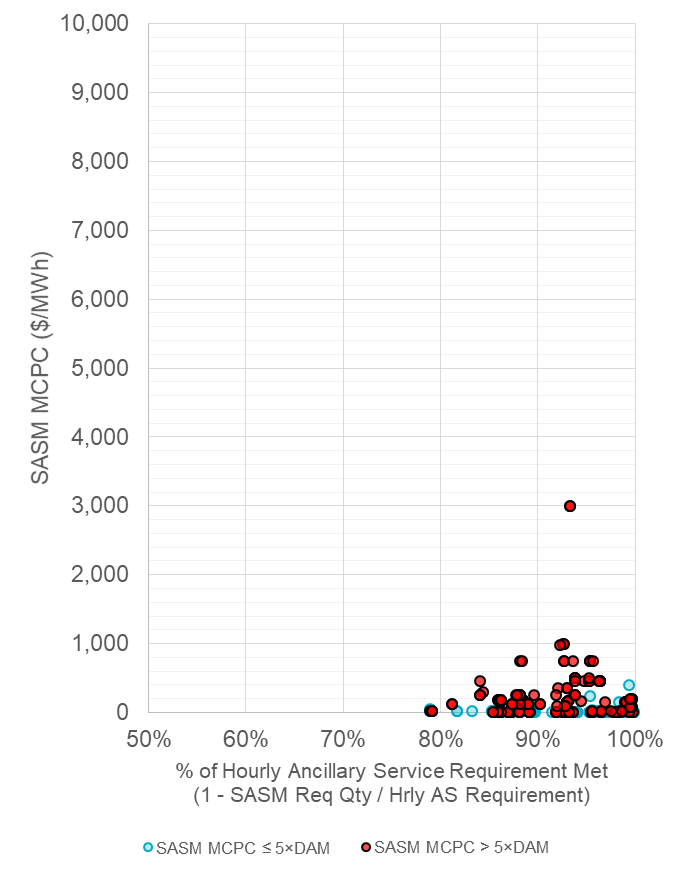 10,000
9,000
8,000
7,000
6,000
5,000
4,000
3,000
2,000
1,000
0
SASM MCPC ($/MWh)
50% 60% 70% 80% 90% 100%
% of Hourly Ancillary Service Requirement Met
(1 - SASM Req Qty / Hrly AS Requirement)
SASM MCPC ≤ 5×DAM SASM MCPC > 5×DAM